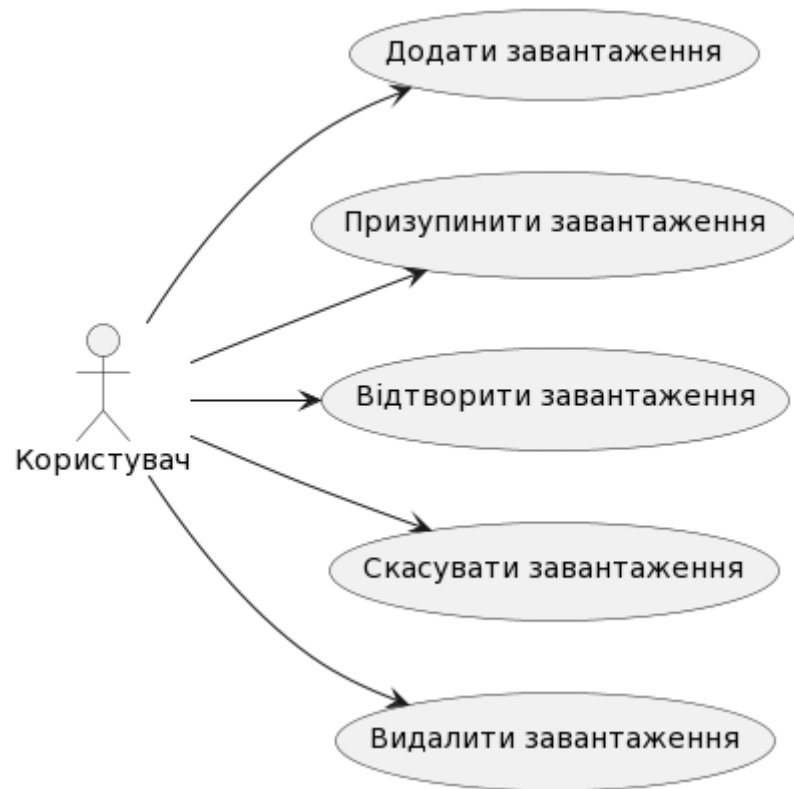 Додати завантаження
Призупинити завантаження
Відтворити завантаження
Користувач
Скасувати завантаження
Видалити завантаження